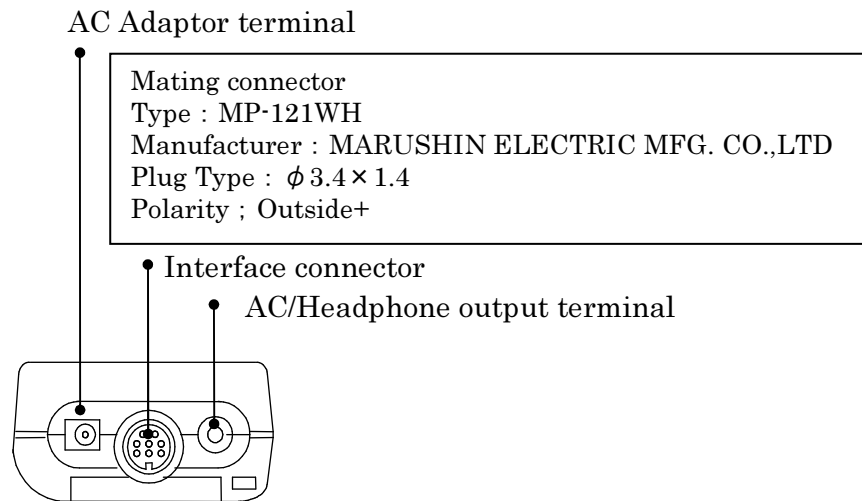 AC Adaptor terminal
Mating connector
Type：MP-121WH
Manufacturer：MARUSHIN ELECTRIC MFG. CO.,LTD
Plug Type：φ3.4×1.4
Polarity；Outside+
Interface connector
AC/Headphone output terminal